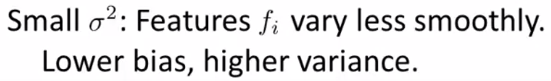 Small σ²: Features fᵢ vary less smoothly.
Lower bias, higher variance.